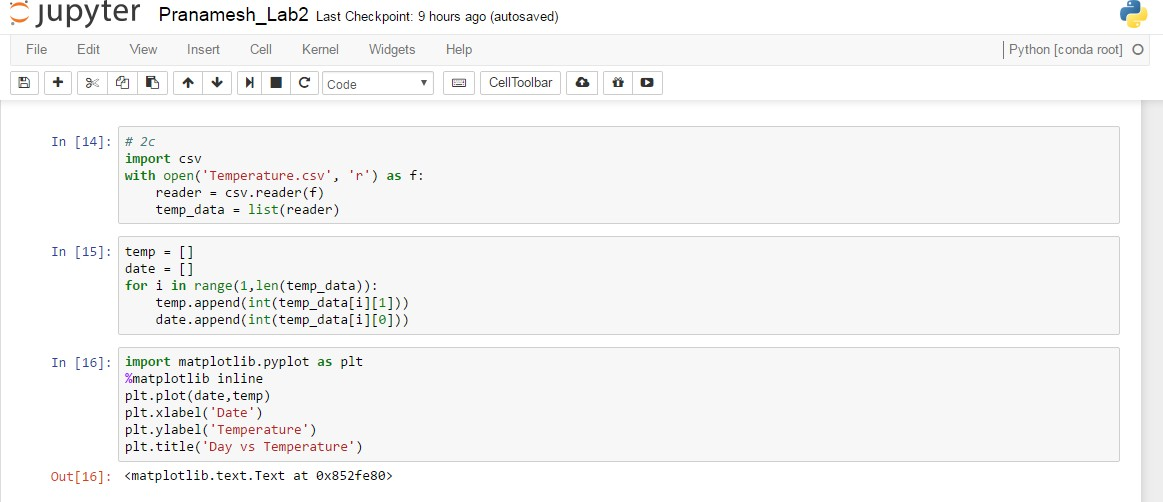 jupyter Pranamesh_Lab2 Last Checkpoint: 9 hours ago (autosaved)
File Edit View Insert Cell Kernel Widgets Help Python [conda root]
Code CellToolbar
In [14]: # 2c
import csv
with open('Temperature.csv', 'r') as f:
    reader = csv.reader(f)
    temp_data = list(reader)
In [15]: temp = []
date = []
for i in range(1,len(temp_data)):
    temp.append(int(temp_data[i][1]))
    date.append(int(temp_data[i][0]))
In [16]: import matplotlib.pyplot as plt
%matplotlib inline
plt.plot(date,temp)
plt.xlabel('Date')
plt.ylabel('Temperature')
plt.title('Day vs Temperature')
Out[16]: <matplotlib.text.Text at 0x852fe80>